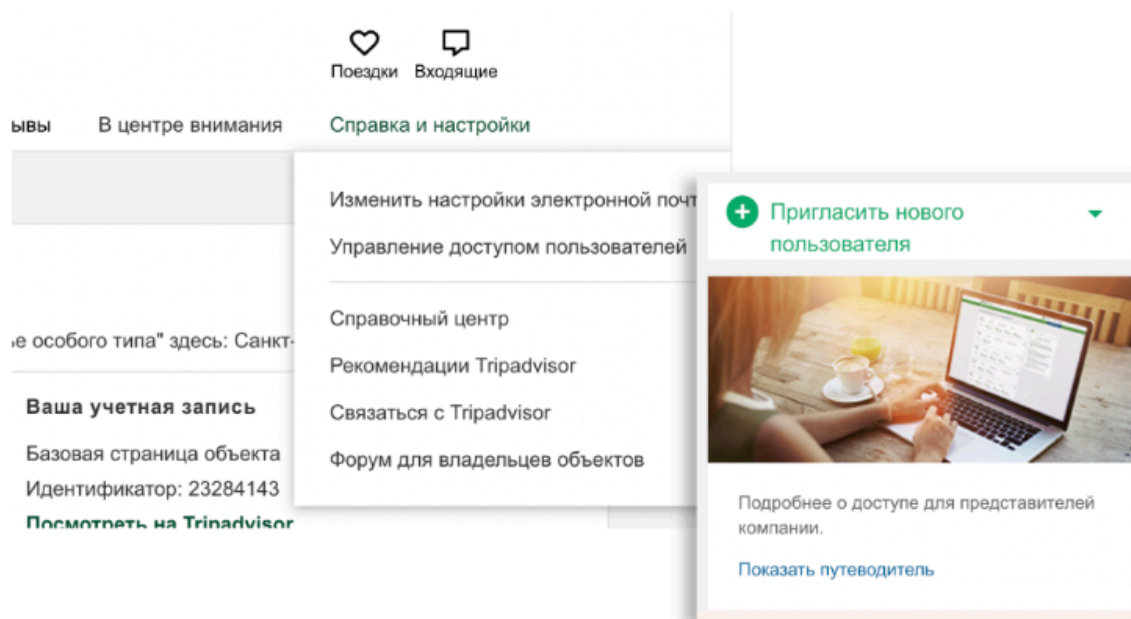 Поездки Входящие
ывы В центре внимания Справка и настройки
Изменить настройки электронной почт
Управление доступом пользователей
Справочный центр
Рекомендации Tripadvisor
Связаться с Tripadvisor
Форум для владельцев объектов
е особого типа" здесь: Санкт-
Ваша учетная запись
Базовая страница объекта
Идентификатор: 23284143
Посмотреть на Tripadvisor
Пригласить нового
пользователя
Подробнее о доступе для представителей
компании.
Показать путеводитель